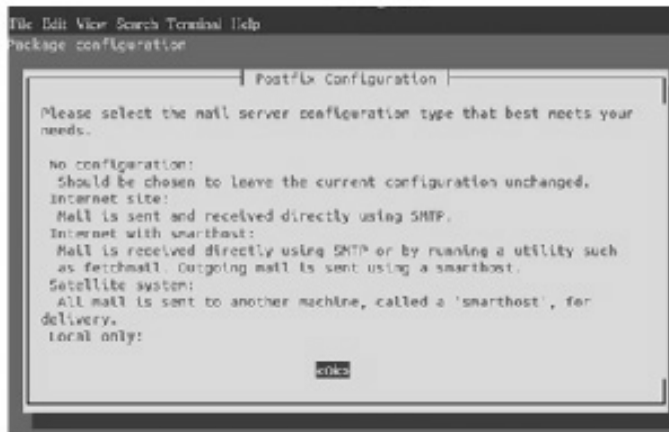 File Edit View Search Terminal Help
Package configuration
Postfix Configuration
Please select the mail server configuration type that best meets your
needs.
No configuration:
Should be chosen to leave the current configuration unchanged.
Internet site:
Mail is sent and received directly using SMTP.
Internet with smarthost:
Mail is received directly using SMTP or by running a utility such
as fetchmail. Outgoing mail is sent using a smarthost.
Satellite system:
All mail is sent to another machine, called a 'smarthost', for
delivery.
Local only:
<Ok>